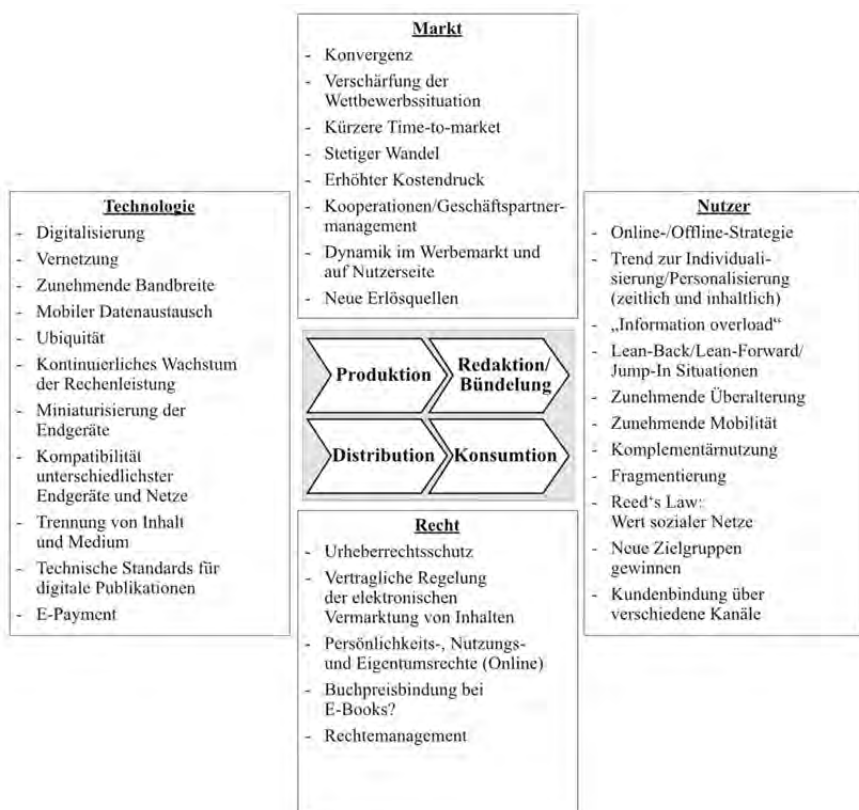 Markt
- Konvergenz
- Verschärfung der
Wettbewerbssituation
- Kürzere Time-to-market
- Stetiger Wandel
- Erhöhter Kostendruck
- Kooperationen/Geschäftspartner-
management
- Dynamik im Werbemarkt und
auf Nutzerseite
- Neue Erlösquellen
Technologie
- Digitalisierung
- Vernetzung
- Zunehmende Bandbreite
- Mobiler Datenaustausch
- Ubiquität
- Kontinuierliches Wachstum
der Rechenleistung
- Miniaturisierung der
Endgeräte
- Kompatibilität
unterschiedlichster
Endgeräte und Netze
- Trennung von Inhalt
und Medium
- Technische Standards für
digitale Publikationen
- E-Payment
Produktion
Redaktion/
Bündelung
Distribution
Konsumtion
Nutzer
- Online-/Offline-Strategie
- Trend zur Individuali-
sierung/Personalisierung
(zeitlich und inhaltlich)
- „Information overload“
- Lean-Back/Lean-Forward/
Jump-In Situationen
- Zunehmende Überalterung
- Zunehmende Mobilität
- Komplementärnutzung
- Fragmentierung
- Reed‘s Law:
Wert sozialer Netze
- Neue Zielgruppen
gewinnen
- Kundenbindung über
verschiedene Kanäle
Recht
- Urheberrechtsschutz
- Vertragliche Regelung
der elektronischen
Vermarktung von Inhalten
- Persönlichkeits-, Nutzungs-
und Eigentumsrechte (Online)
- Buchpreisbindung bei
E-Books?
- Rechtemanagement